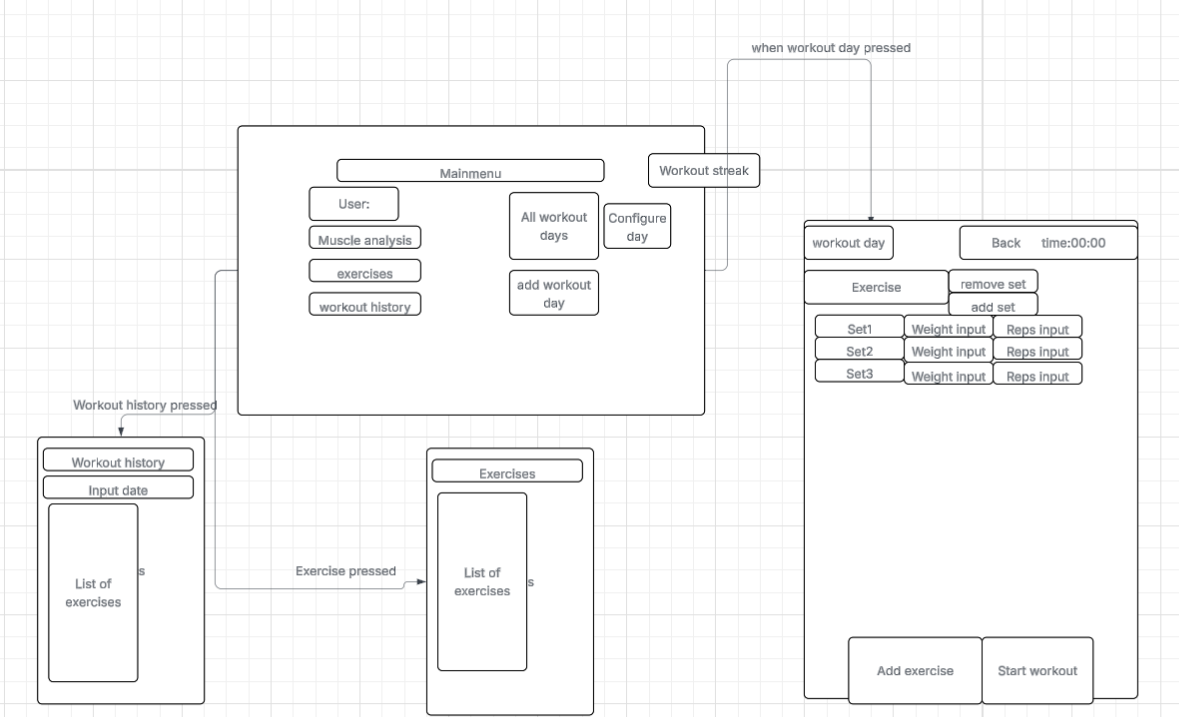 when workout day pressed
Mainmenu
Workout streak
User:
Muscle analysis
exercises
workout history
All workout
days
Configure
day
add workout
day
workout day
Back time:00:00
Exercise
remove set
add set
Set1 Weight input Reps input
Set2 Weight input Reps input
Set3 Weight input Reps input
Add exercise
Start workout
Workout history pressed
Workout history
Input date
List of
exercises
s
Exercise pressed
Exercises
List of
exercises
s